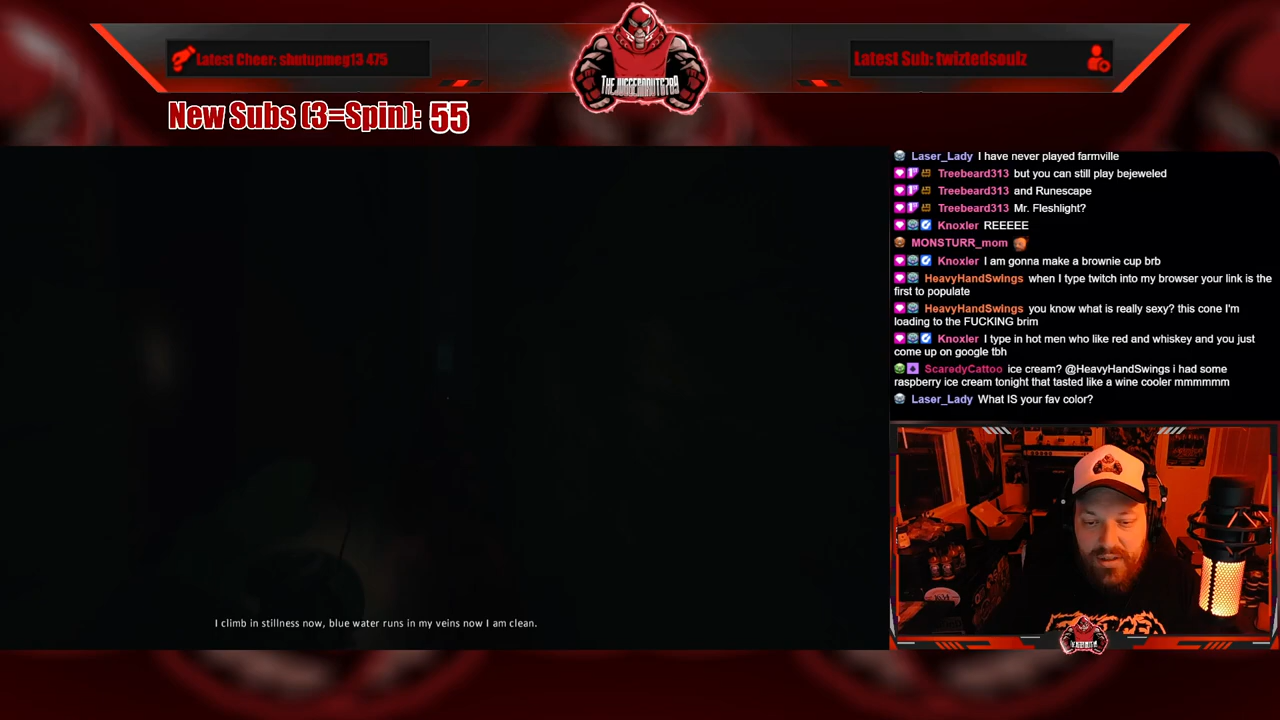 Latest Cheer: shutupmeg13 475
THEJUGGERNAUT6789
Latest Sub: twiztedsoulz
New Subs (3=Spin): 55
Laser_Lady I have never played farmville
Treebeard313 but you can still play bejeweled
Treebeard313 and Runescape
Treebeard313 Mr. Fleshlight?
Knoxler REEEEE
MONSTURR_mom
Knoxler I am gonna make a brownie cup brb
HeavyHandSwings when I type twitch into my browser your link is the
first to populate
HeavyHandSwings you know what is really sexy? this cone I'm
loading to the FUCKING brim
Knoxler I type in hot men who like red and whiskey and you just
come up on google tbh
ScaredyCattoo ice cream? @HeavyHandSwings i had some
raspberry ice cream tonight that tasted like a wine cooler mmmmmm
Laser_Lady What IS your fav color?
I climb in stillness now, blue water runs in my veins now I am clean.